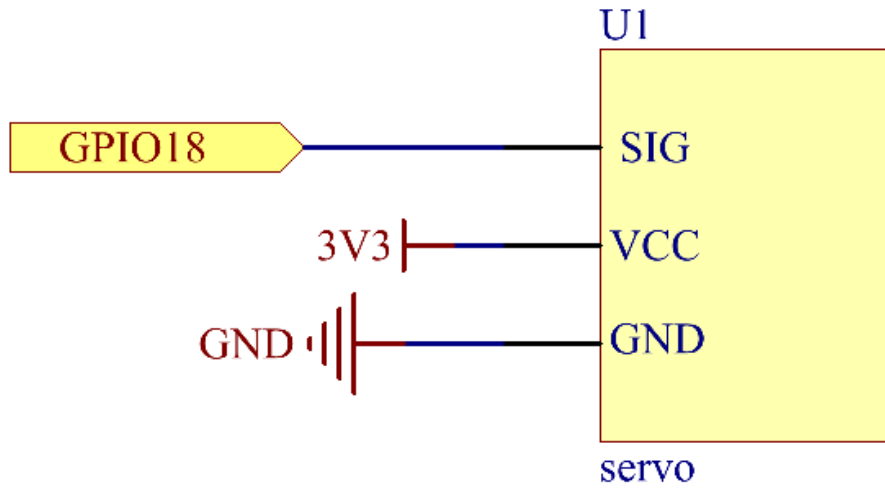 U1
GPIO18
SIG
3V3
VCC
GND
GND
servo